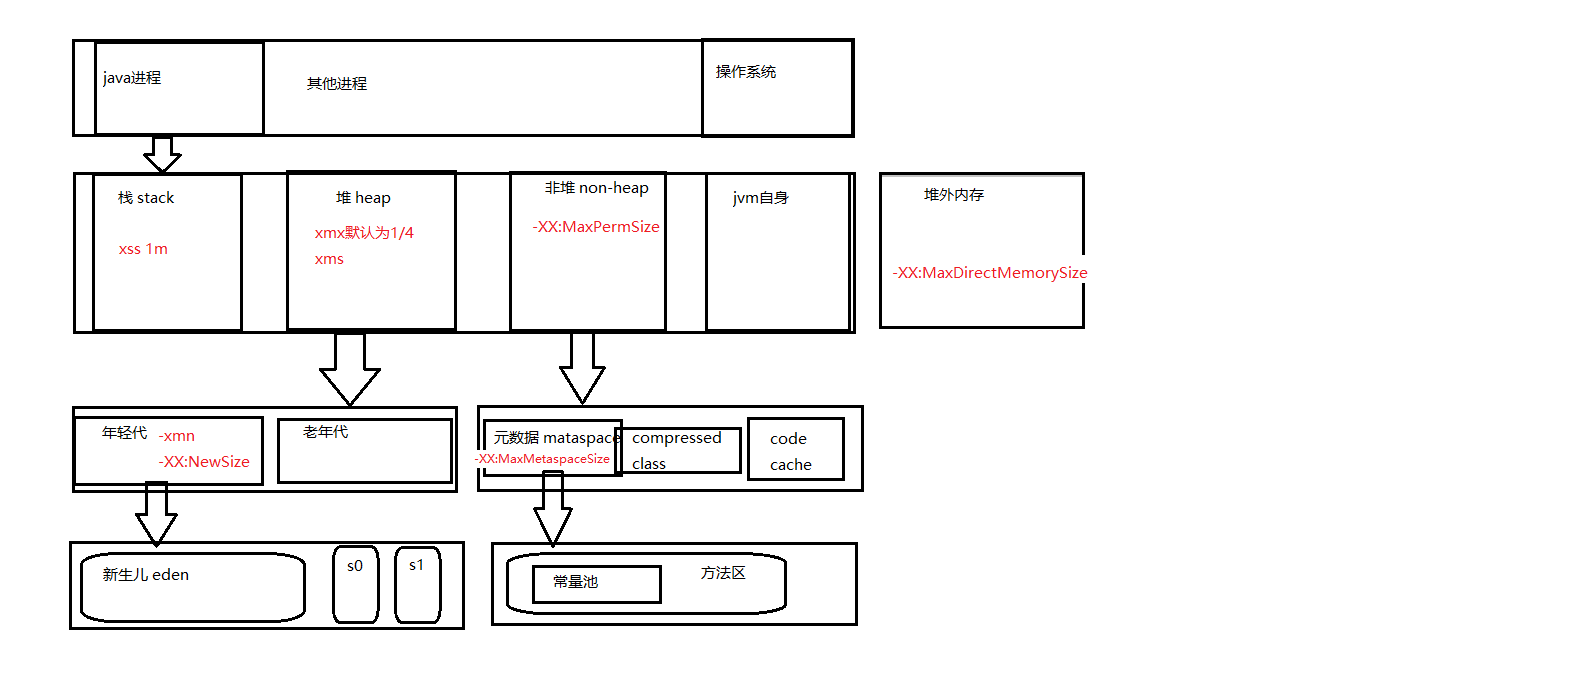 java进程
其他进程
操作系统
栈 stack
xss 1m
堆 heap
xmx默认为1/4
xms
非堆 non-heap
-XX:MaxPermSize
jvm自身
堆外内存
-XX:MaxDirectMemorySize
年轻代
-xmn
-XX:NewSize
老年代
元数据 mataspace
-XX:MaxMetaspaceSize
compressed
class
code
cache
新生儿 eden
s0
s1
常量池
方法区